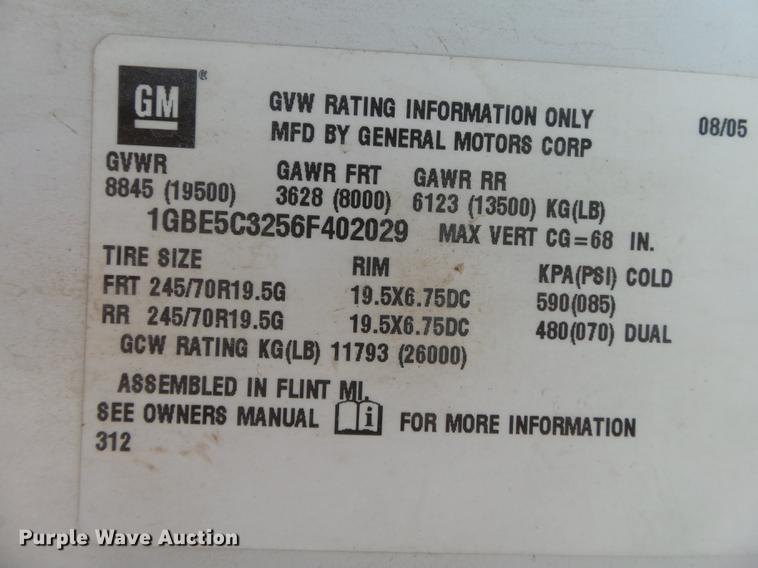 GM ®
GVW RATING INFORMATION ONLY 08/05
MFD BY GENERAL MOTORS CORP
GVWR GAWR FRT GAWR RR
8845 (19500) 3628 (8000) 6123 (13500) KG(LB)
1GBE5C3256F402029 MAX VERT CG=68 IN.
TIRE SIZE RIM KPA(PSI) COLD
FRT 245/70R19.5G 19.5X6.75DC 590(085)
RR 245/70R19.5G 19.5X6.75DC 480(070) DUAL
GCW RATING KG(LB) 11793 (26000)
ASSEMBLED IN FLINT MI.
SEE OWNERS MANUAL i FOR MORE INFORMATION
312
Purple Wave Auction